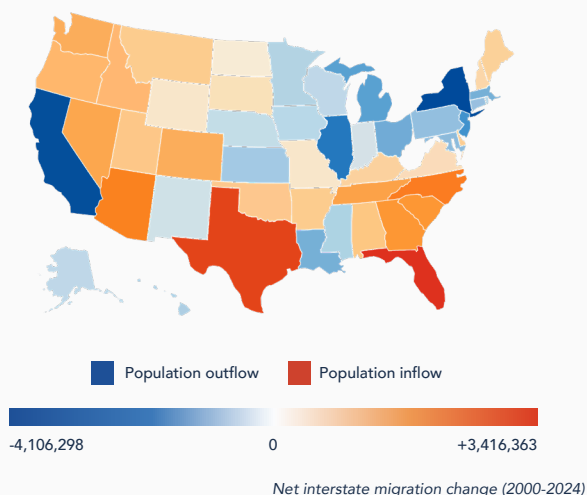 Population outflow Population inflow
-4,106,298 0 +3,416,363
Net interstate migration change (2000-2024)